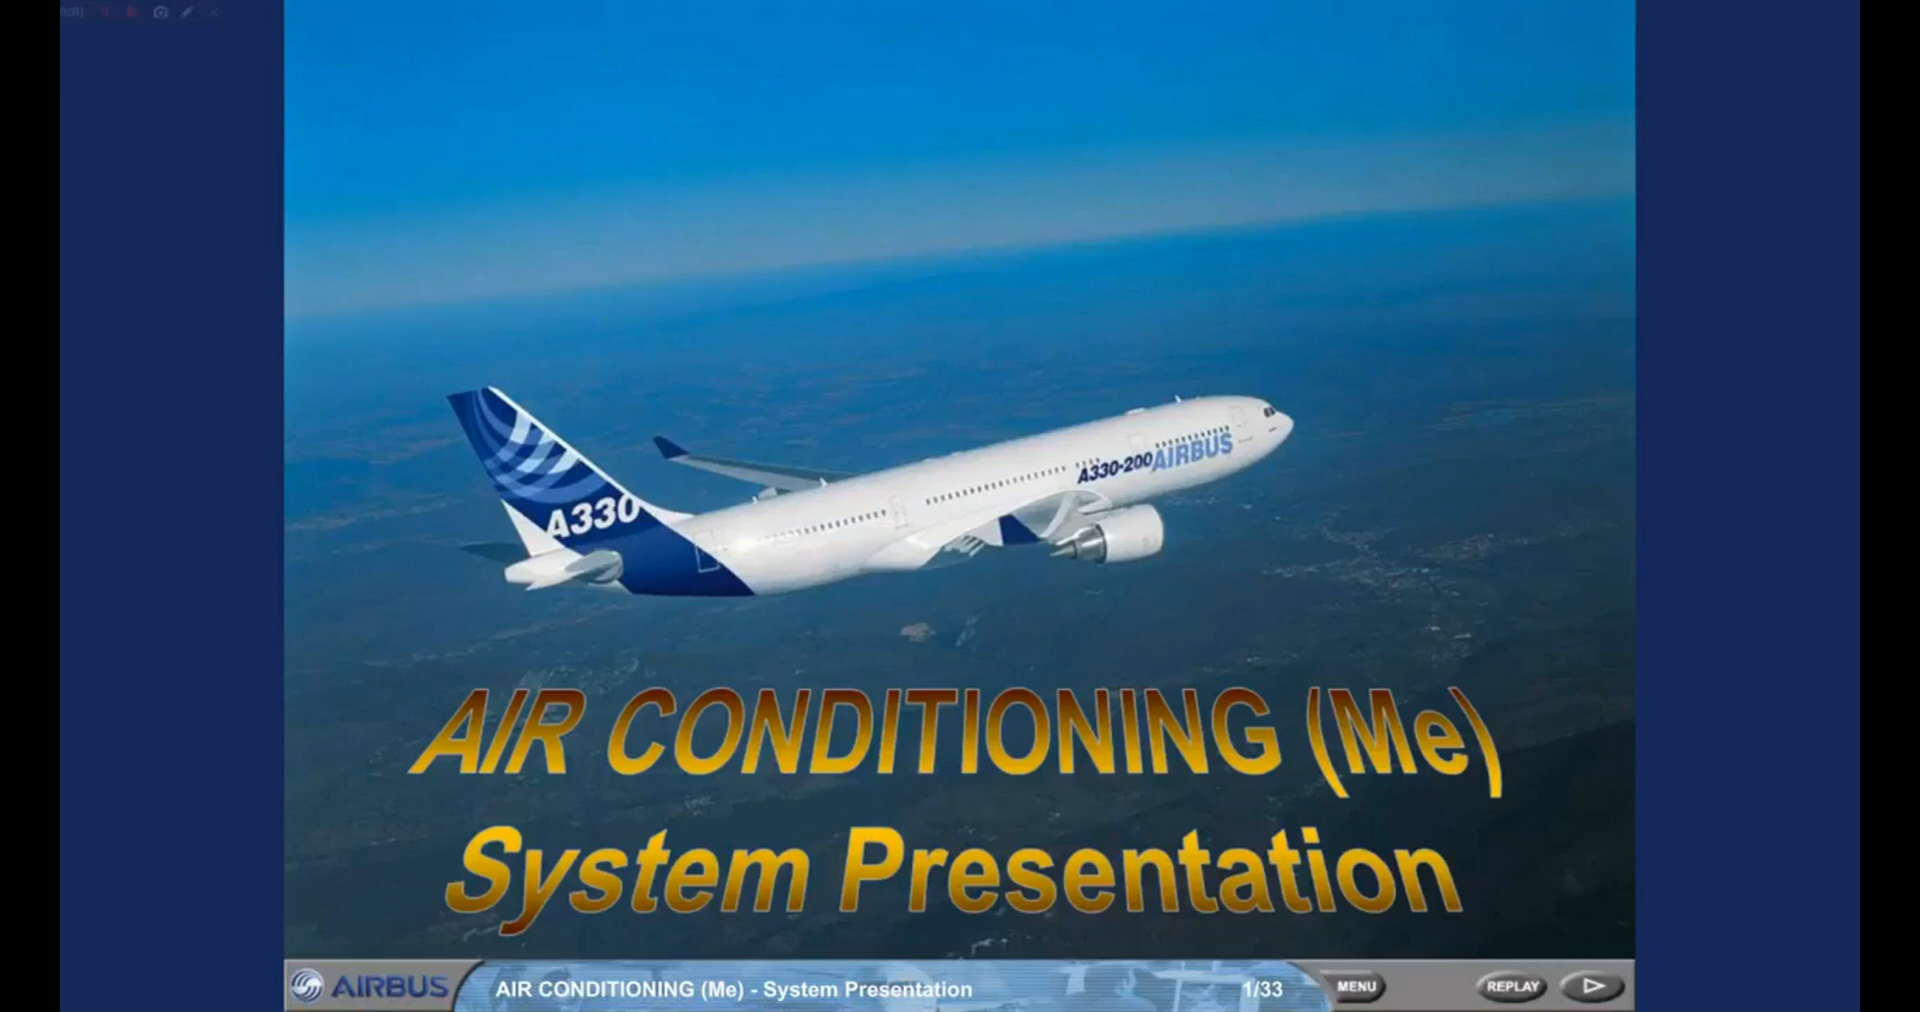 A330
A330-200 AIRBUS
AIR CONDITIONING (Me)
System Presentation
AIRBUS
AIR CONDITIONING (Me) - System Presentation
1/33
MENU
REPLAY